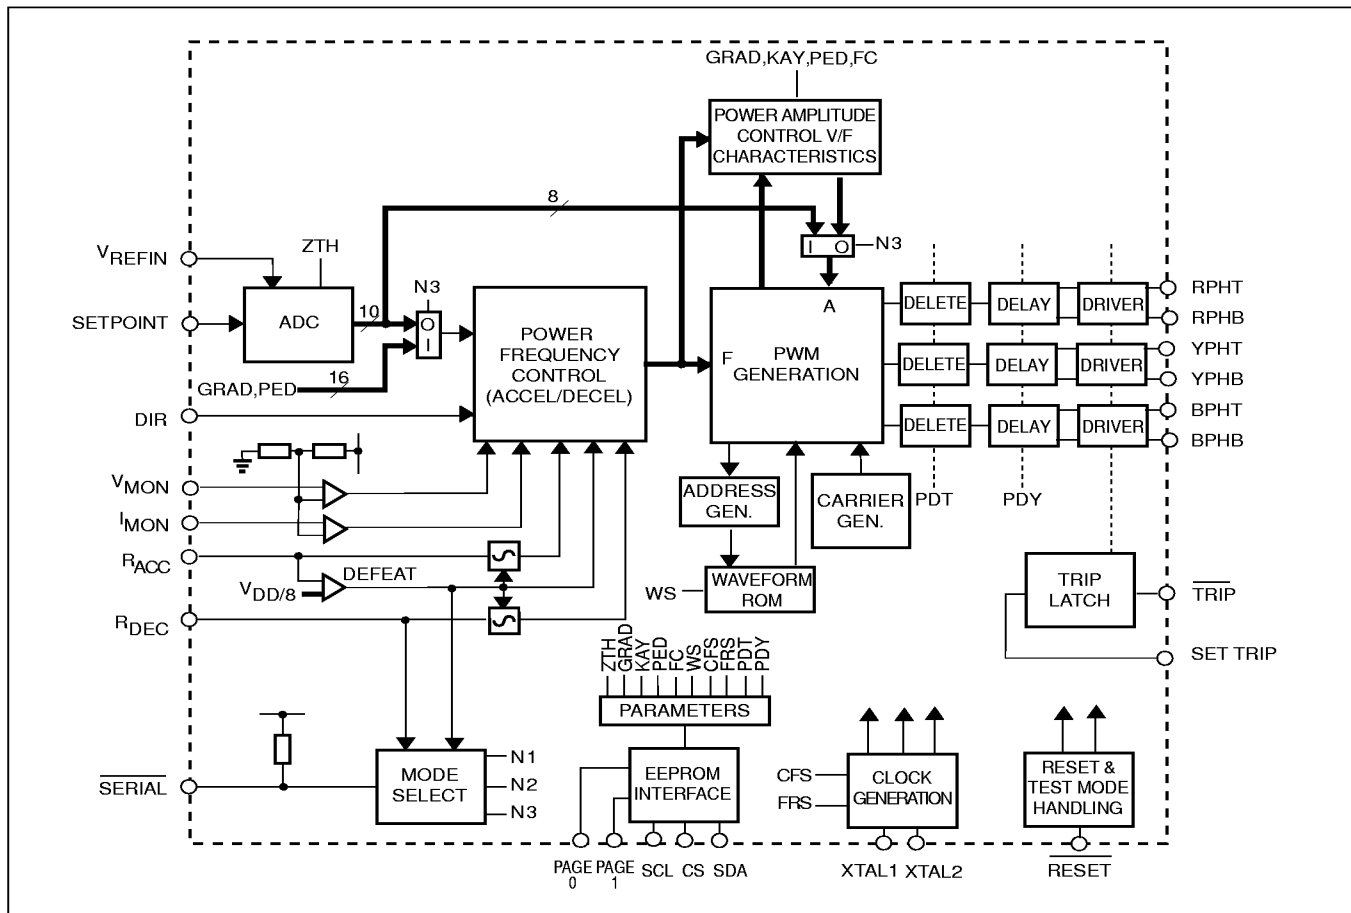 GRAD,KAY,PED,FC
POWER AMPLITUDE
CONTROL V/F
CHARACTERISTICS
8
I O
N3
VREFIN
ZTH
SETPOINT
ADC
10
N3
O
I
GRAD,PED
16
DIR
POWER
FREQUENCY
CONTROL
(ACCEL/DECEL)
A
F
PWM
GENERATION
DELETE
DELAY
DRIVER
RPHT
RPHB
DELETE
DELAY
DRIVER
YPHT
YPHB
DELETE
DELAY
DRIVER
BPHT
BPHB
PDT
PDY
VMON
IMON
RACC
DEFEAT
VDD/8
RDEC
ADDRESS
GEN.
CARRIER
GEN.
WS
WAVEFORM
ROM
TRIP
LATCH
TRIP
SET TRIP
ZTH
GRAD
KAY
PED
FC
WS
CFS
FRS
PDT
PDY
PARAMETERS
SERIAL
MODE
SELECT
N1
N2
N3
EEPROM
INTERFACE
PAGE
0
PAGE
1
SCL
CS
SDA
CFS
FRS
CLOCK
GENERATION
XTAL1
XTAL2
RESET &
TEST MODE
HANDLING
RESET